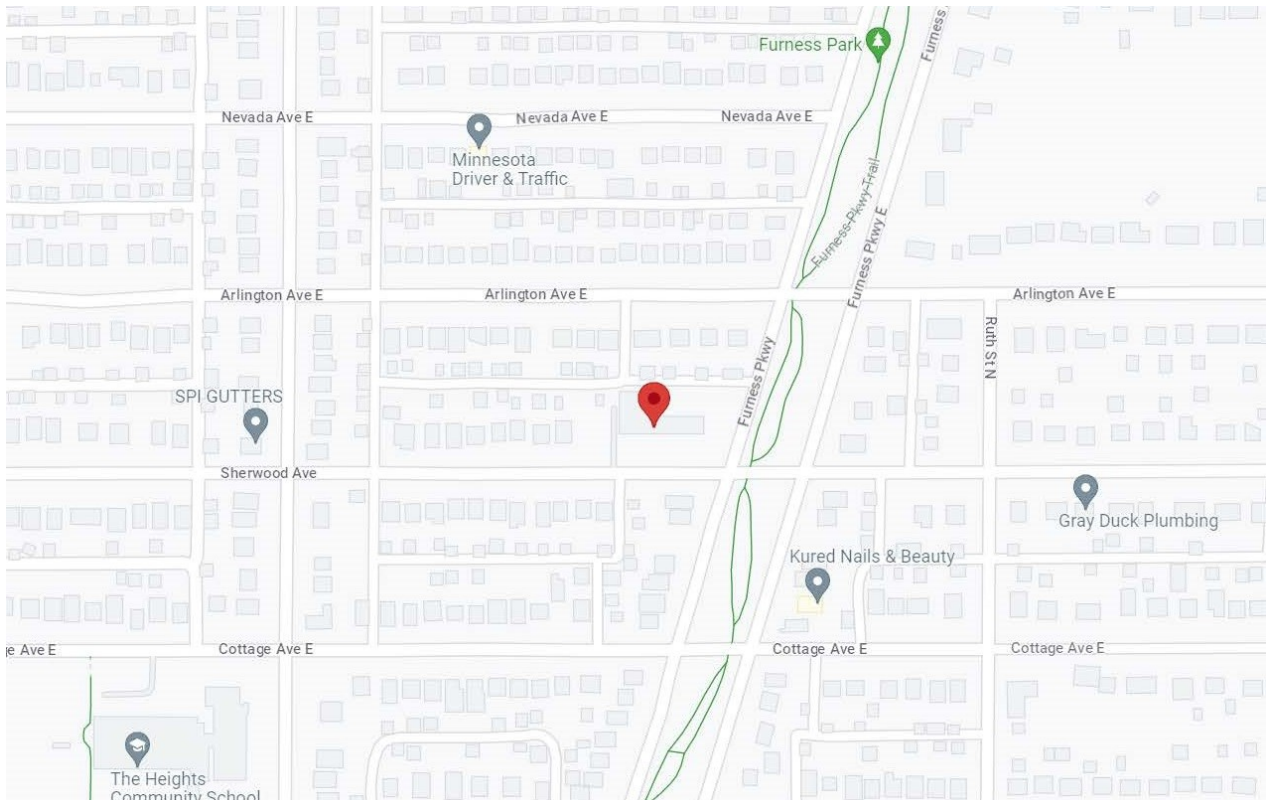 Furness Park
Furness
Nevada Ave E
Nevada Ave E
Nevada Ave E
Minnesota
Driver & Traffic
Furness Pkwy Trail
Furness Pkwy E
Arlington Ave E
Arlington Ave E
Arlington Ave E
Ruth St N
Furness Pkwy
SPI GUTTERS
Sherwood Ave
Gray Duck Plumbing
Kured Nails & Beauty
e Ave E
Cottage Ave E
Cottage Ave E
Cottage Ave E
The Heights
Community School